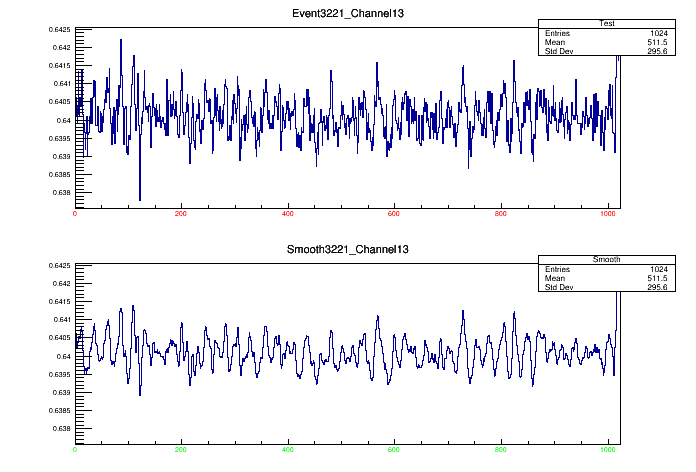 Event3221_Channel13
Test
Entries 1024
Mean 511.5
Std Dev 295.6
0.6425
0.642
0.6415
0.641
0.6405
0.64
0.6395
0.639
0.6385
0.638
0 200 400 600 800 1000
Smooth3221_Channel13
Smooth
Entries 1024
Mean 511.5
Std Dev 295.6
0.6425
0.642
0.6415
0.641
0.6405
0.64
0.6395
0.639
0.6385
0.638
0 200 400 600 800 1000